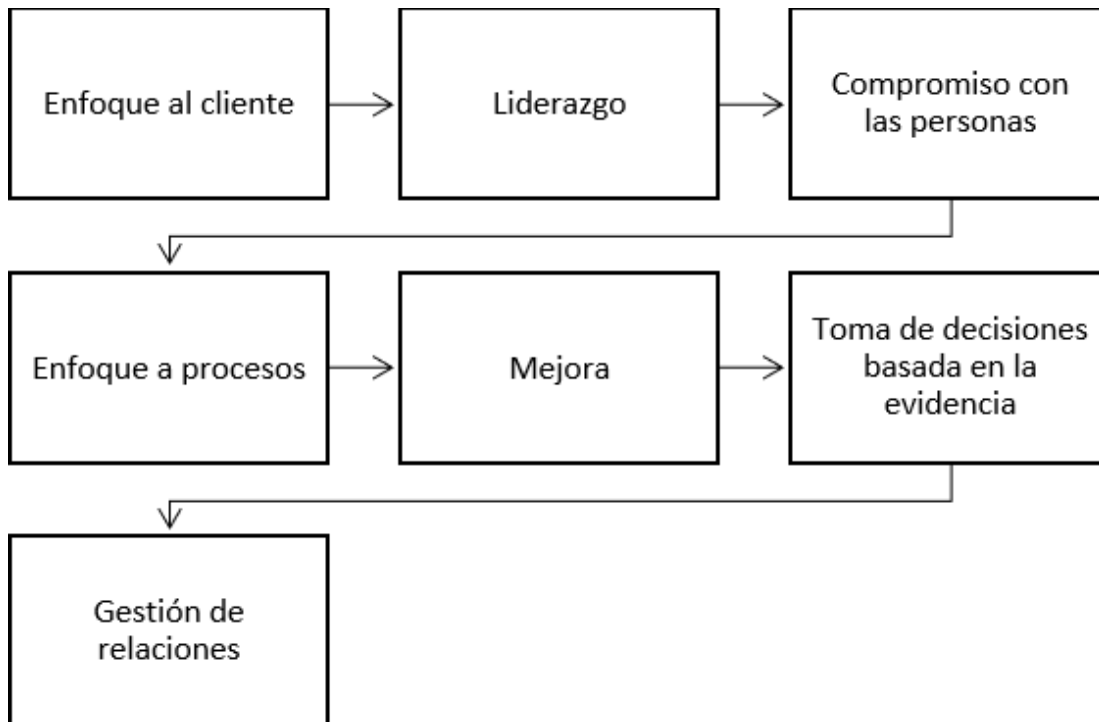 Enfoque al cliente
Liderazgo
Compromiso con
las personas
Enfoque a procesos
Mejora
Toma de decisiones
basada en la
evidencia
Gestión de
relaciones